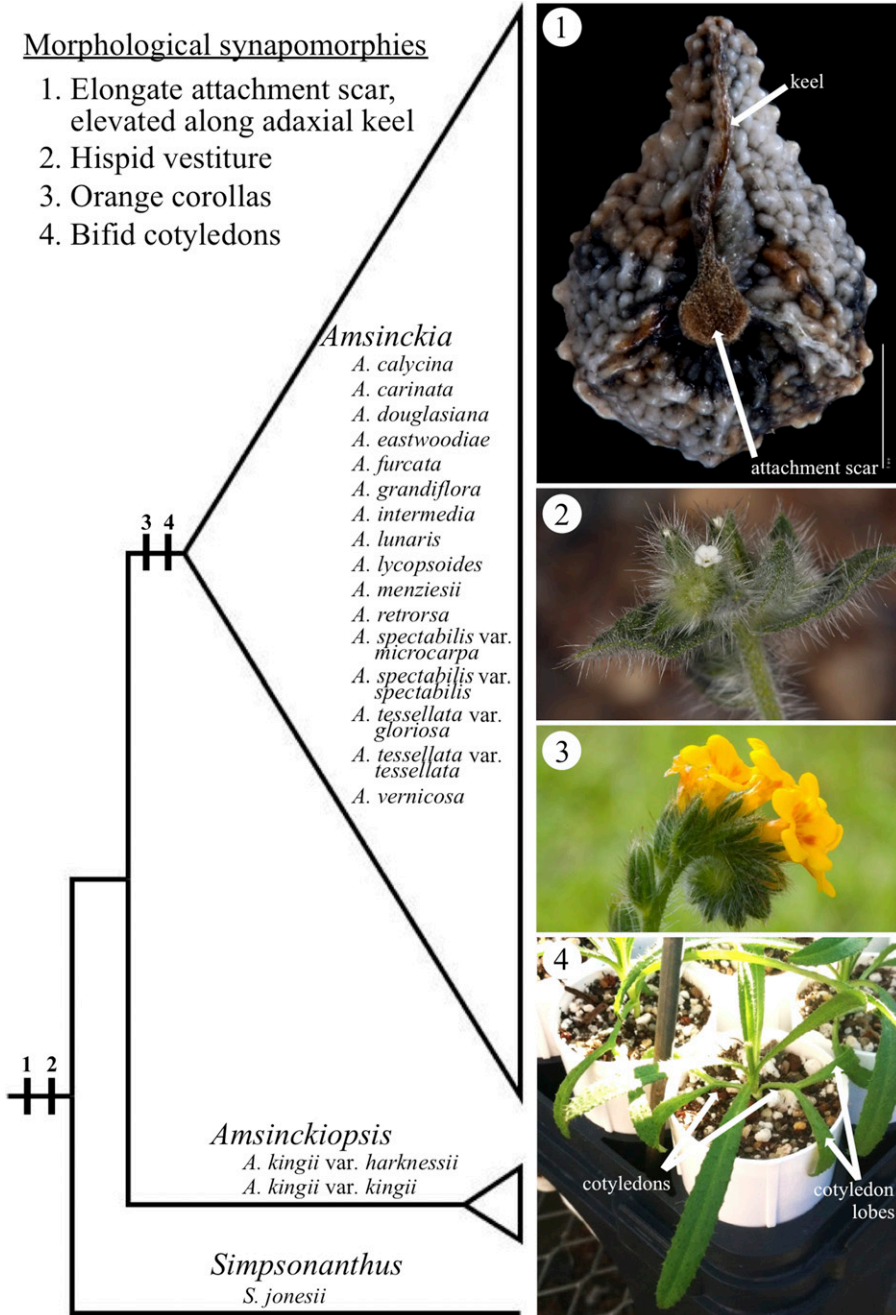 Morphological synapomorphies
1. Elongate attachment scar,
elevated along adaxial keel
2. Hispid vestiture
3. Orange corollas
4. Bifid cotyledons
Amsinckia
A. calycina
A. carinata
A. douglasiana
A. eastwoodiae
A. furcata
A. grandiflora
A. intermedia
A. lunaris
A. lycopsoides
A. menziesii
A. retrorsa
A. spectabilis var.
microcarpa
A. spectabilis var.
spectabilis
A. tessellata var.
gloriosa
A. tessellata var.
tessellata
A. vernicosa
3 4
1 2
Amsinckiopsis
A. kingii var. harknessii
A. kingii var. kingii
Simpsonanthus
S. jonesii
1
keel
attachment scar
2
3
4
cotyledons
cotyledon
lobes